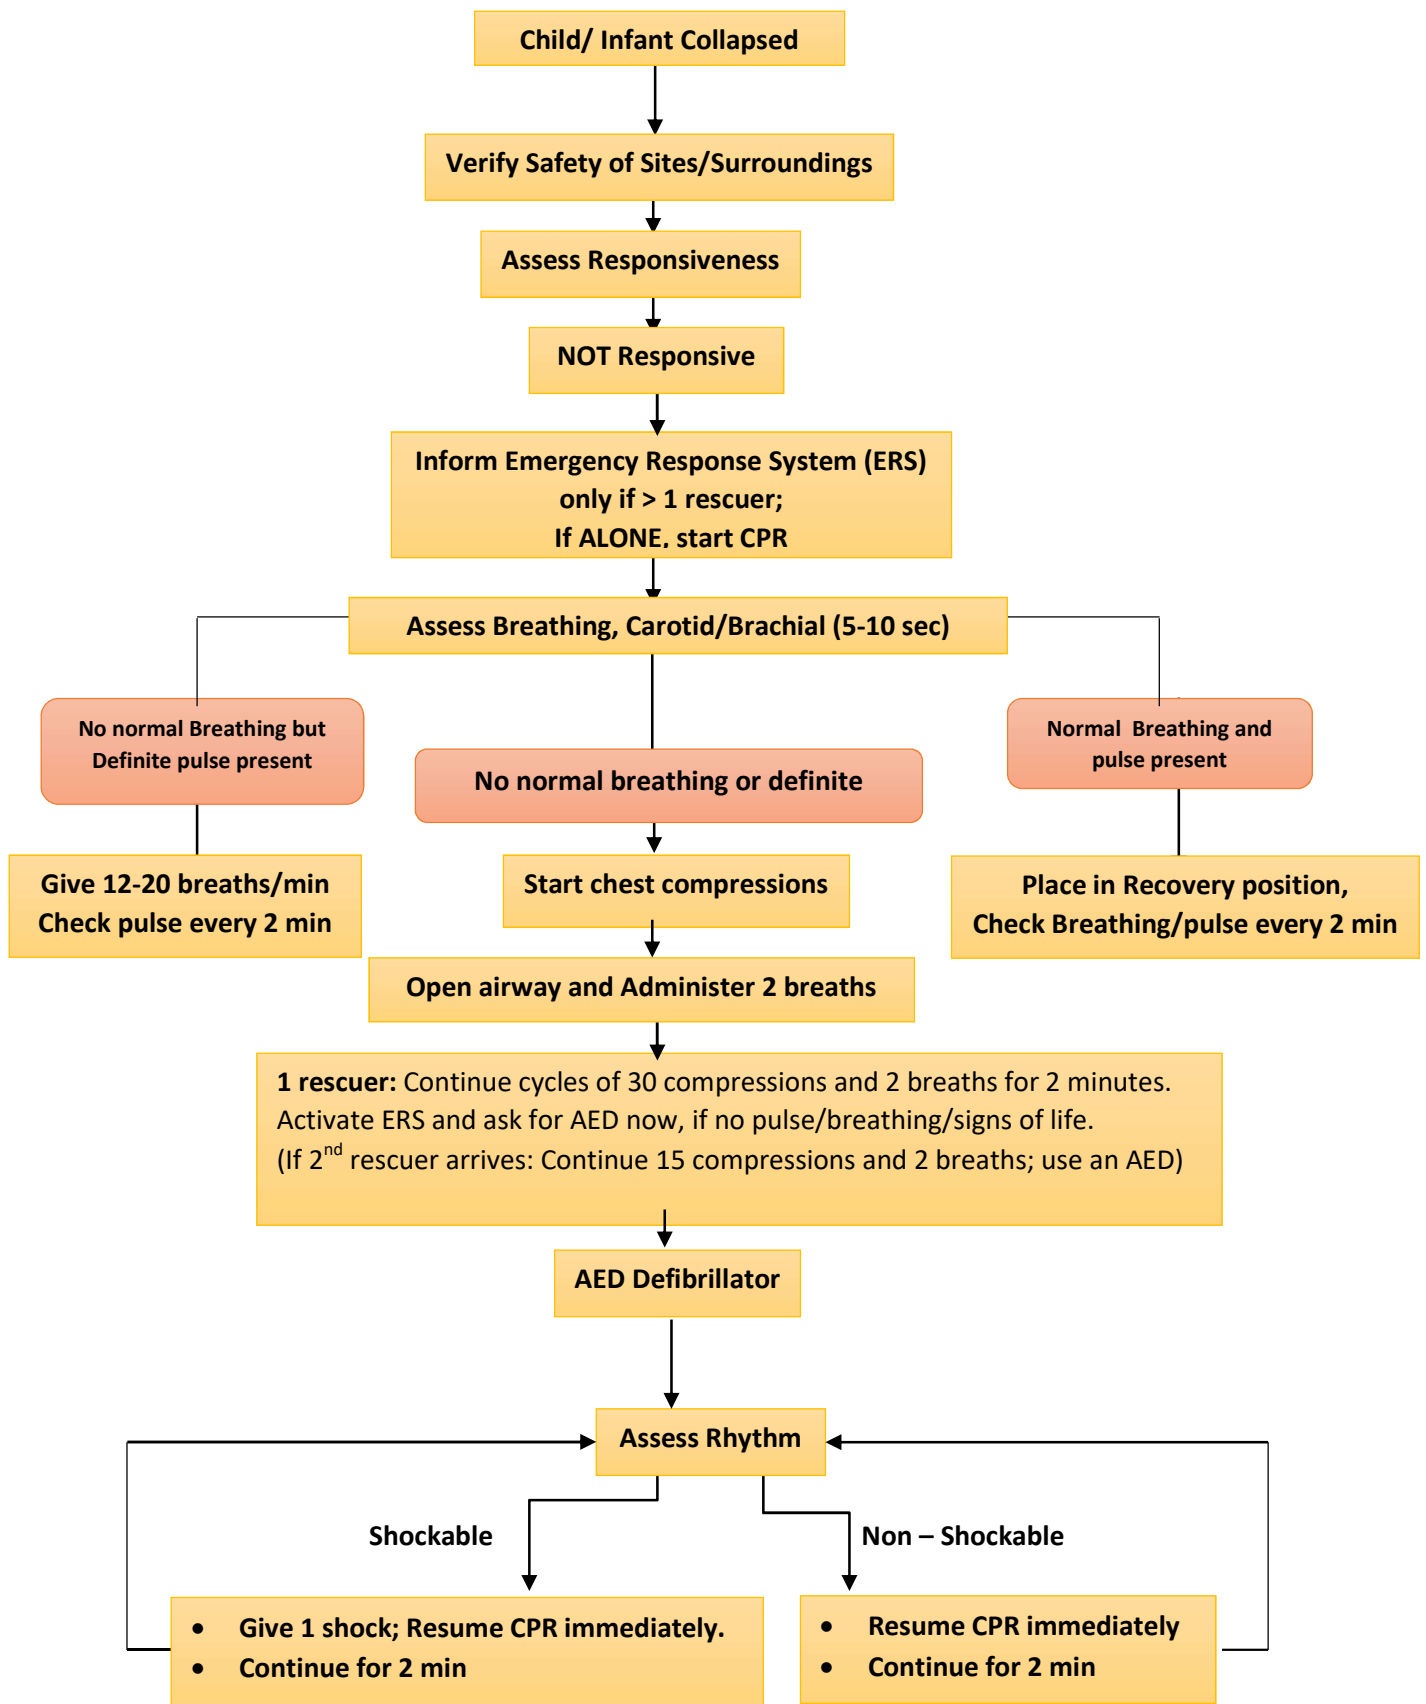 Child/ Infant Collapsed
Verify Safety of Sites/Surroundings
Assess Responsiveness
NOT Responsive
Inform Emergency Response System (ERS)
only if > 1 rescuer;
If ALONE, start CPR
Assess Breathing, Carotid/Brachial (5-10 sec)
No normal Breathing but
Definite pulse present
No normal breathing or definite
Normal  Breathing and
pulse present
Give 12-20 breaths/min
Check pulse every 2 min
Start chest compressions
Place in Recovery position,
Check Breathing/pulse every 2 min
Open airway and Administer 2 breaths
1 rescuer: Continue cycles of 30 compressions and 2 breaths for 2 minutes.
Activate ERS and ask for AED now, if no pulse/breathing/signs of life.
(If 2nd rescuer arrives: Continue 15 compressions and 2 breaths; use an AED)
AED Defibrillator
Assess Rhythm
Shockable
Non – Shockable
• Give 1 shock; Resume CPR immediately.
• Continue for 2 min
• Resume CPR immediately
• Continue for 2 min